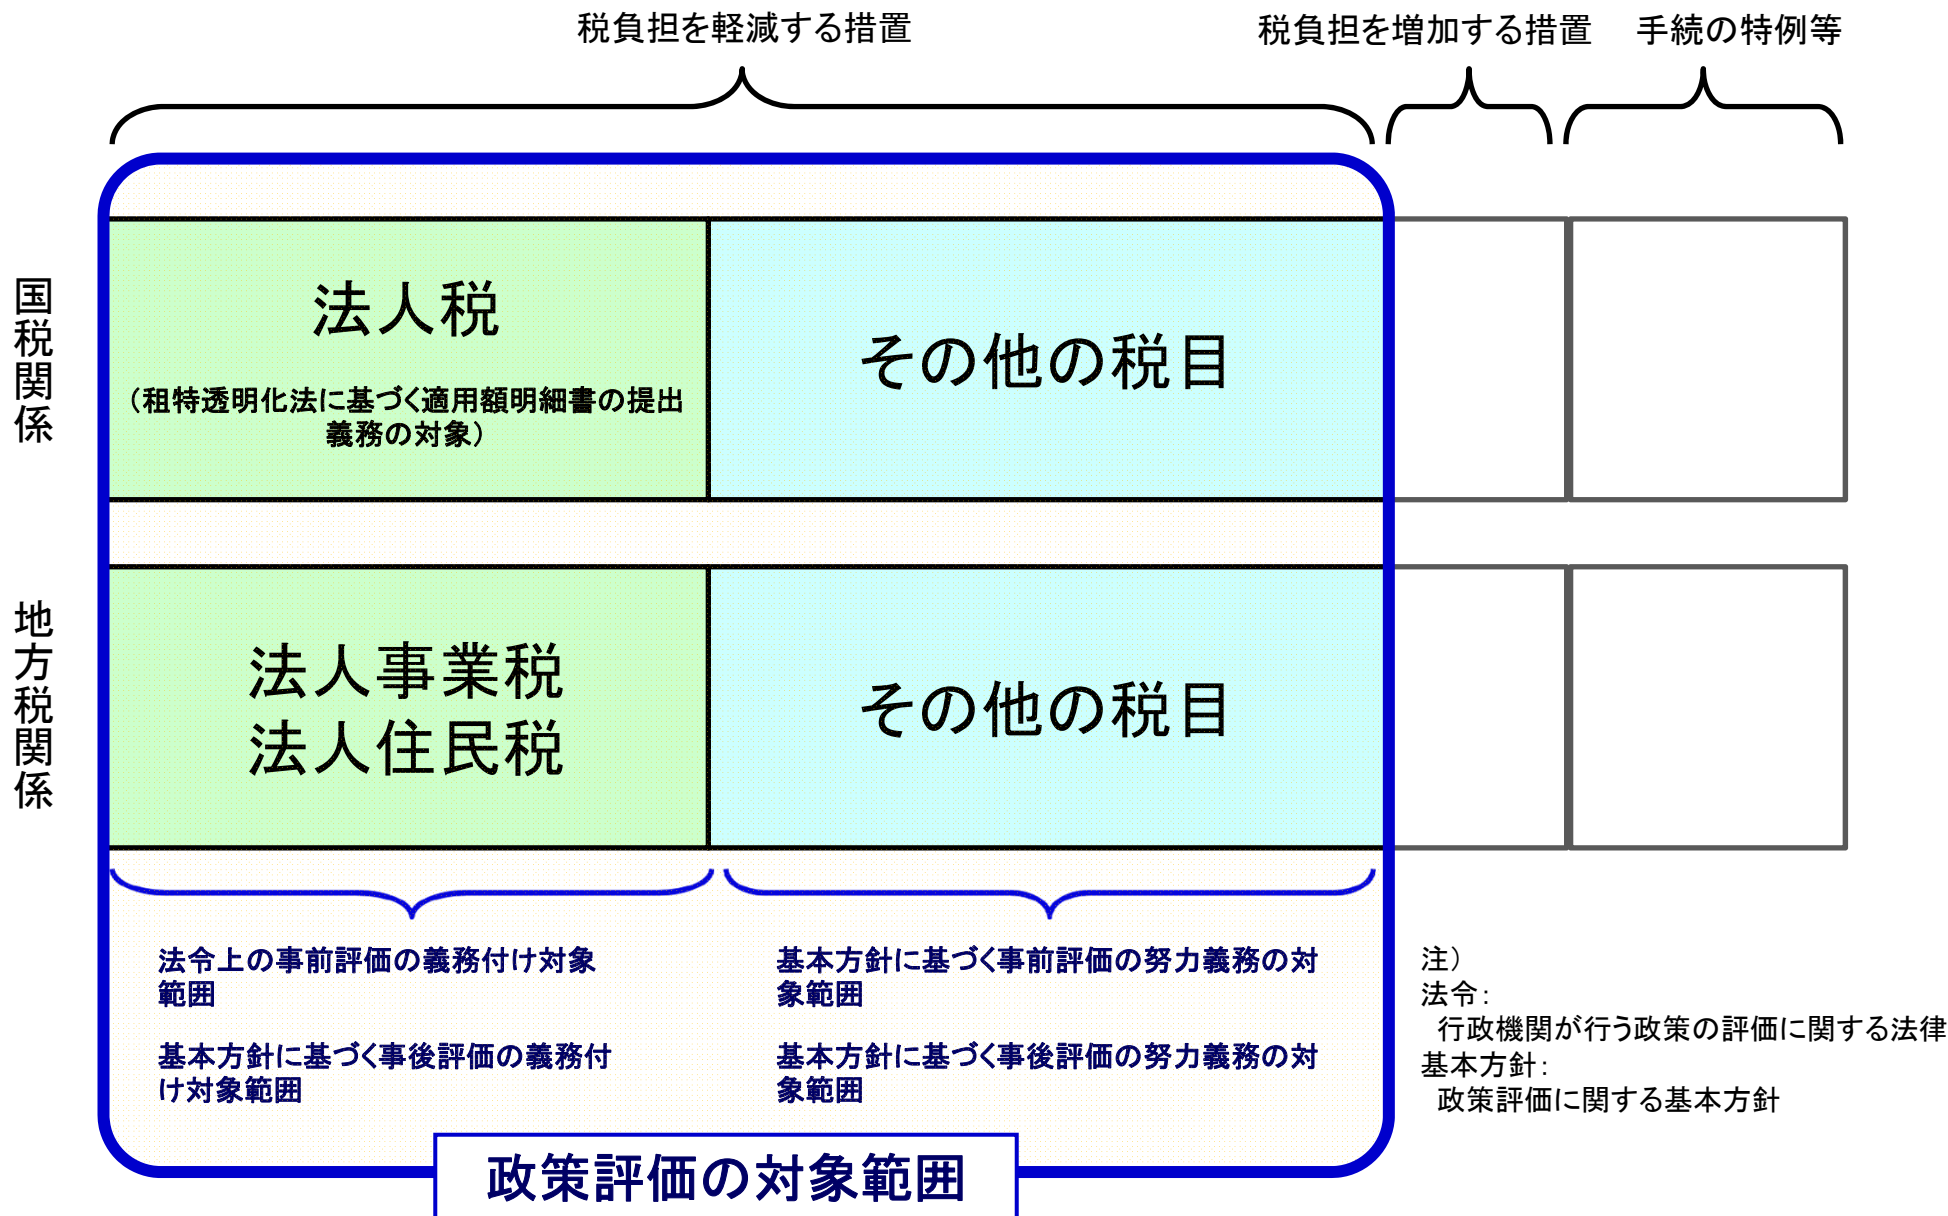 税負担を軽減する措置
税負担を増加する措置
手続の特例等
国税関係
法人税
（租特透明化法に基づく適用額明細書の提出
義務の対象）
その他の税目
地方税関係
法人事業税
法人住民税
その他の税目
法令上の事前評価の義務付け対象
範囲
基本方針に基づく事後評価の義務付
け対象範囲
基本方針に基づく事前評価の努力義務の対
象範囲
基本方針に基づく事後評価の努力義務の対
象範囲
注）
法令：
行政機関が行う政策の評価に関する法律
基本方針：
政策評価に関する基本方針
政策評価の対象範囲